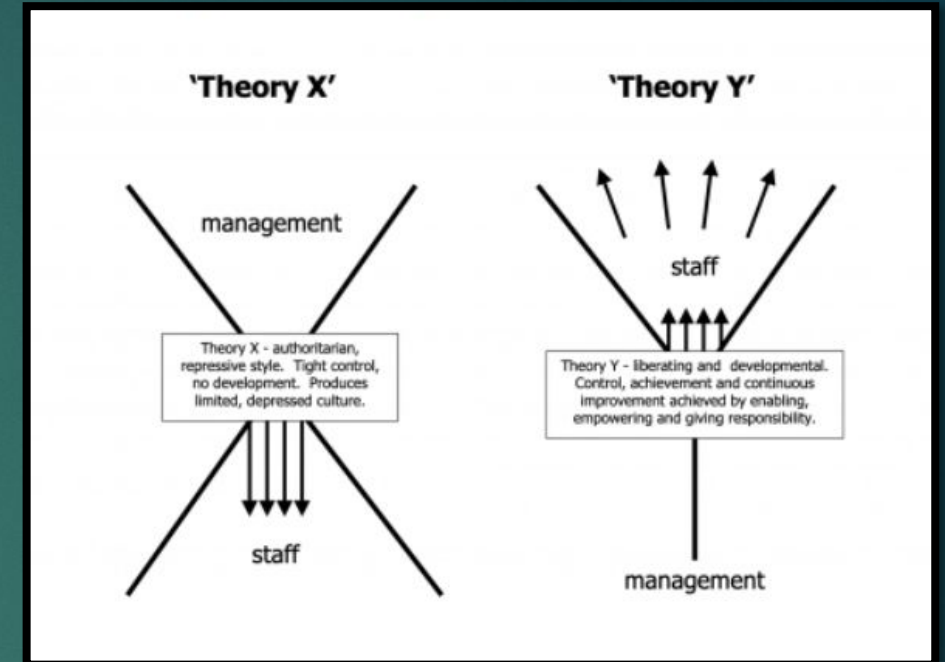 ‘Theory X’
management
Theory X - authoritarian,
repressive style.  Tight control,
no development.  Produces
limited, depressed culture.
staff
‘Theory Y’
staff
Theory Y - liberating and  developmental.
Control, achievement and continuous
improvement achieved by enabling,
empowering and giving responsibility.
management